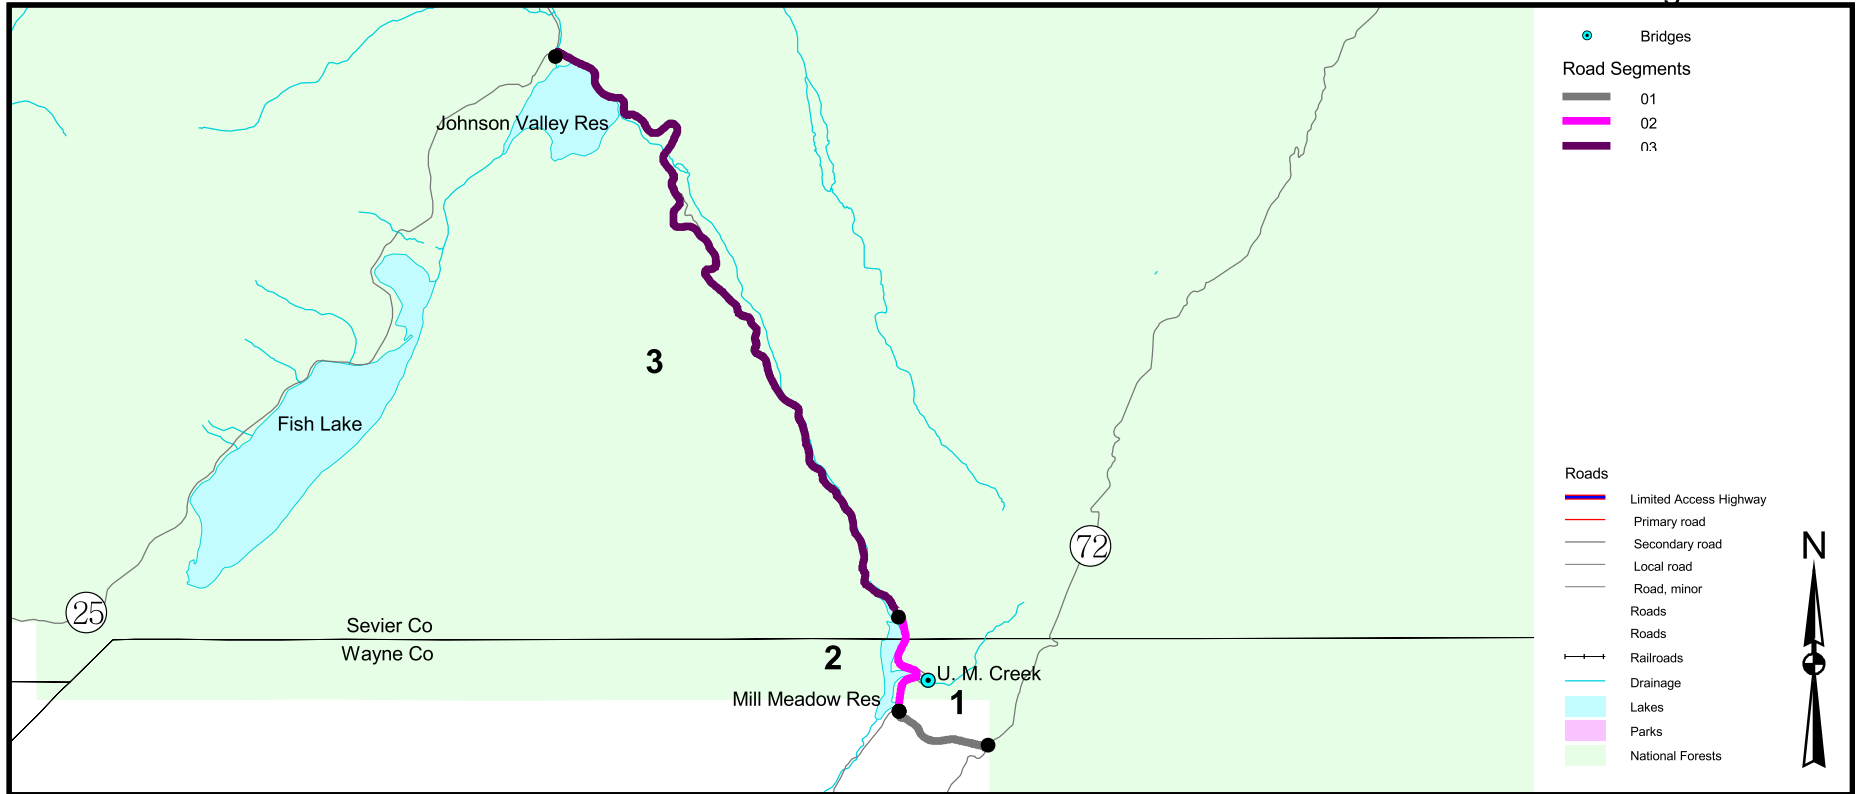 Bridges
Road Segments
01
02
03
Johnson Valley Res
3
Fish Lake
72
25
Sevier Co
Wayne Co
2
U. M. Creek
Mill Meadow Res
1
Roads
Limited Access Highway
Primary road
Secondary road
Local road
Road, minor
Roads
Roads
Railroads
Drainage
Lakes
Parks
National Forests
N